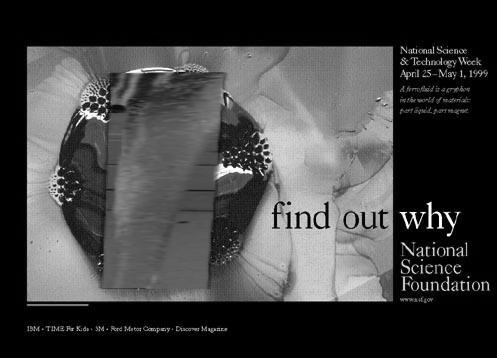 National Science
& Technology Week
April 25–May 1, 1999
A ferrofluid is a gryphon
in the world of materials:
part liquid, part magnet.
find out why
National
Science
Foundation
www.nsf.gov
IBM • TIME For Kids • 3M • Ford Motor Company • Discover Magazine